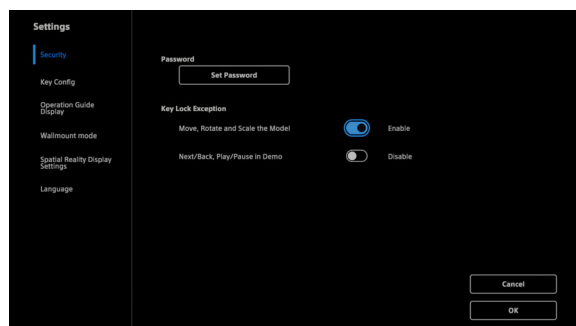 Settings
Security
Key Config
Operation Guide
Display
Wallmount mode
Spatial Reality Display
Settings
Language
Password
Set Password
Key Lock Exception
Move, Rotate and Scale the Model
Enable
Next/Back, Play/Pause in Demo
Disable
Cancel
OK